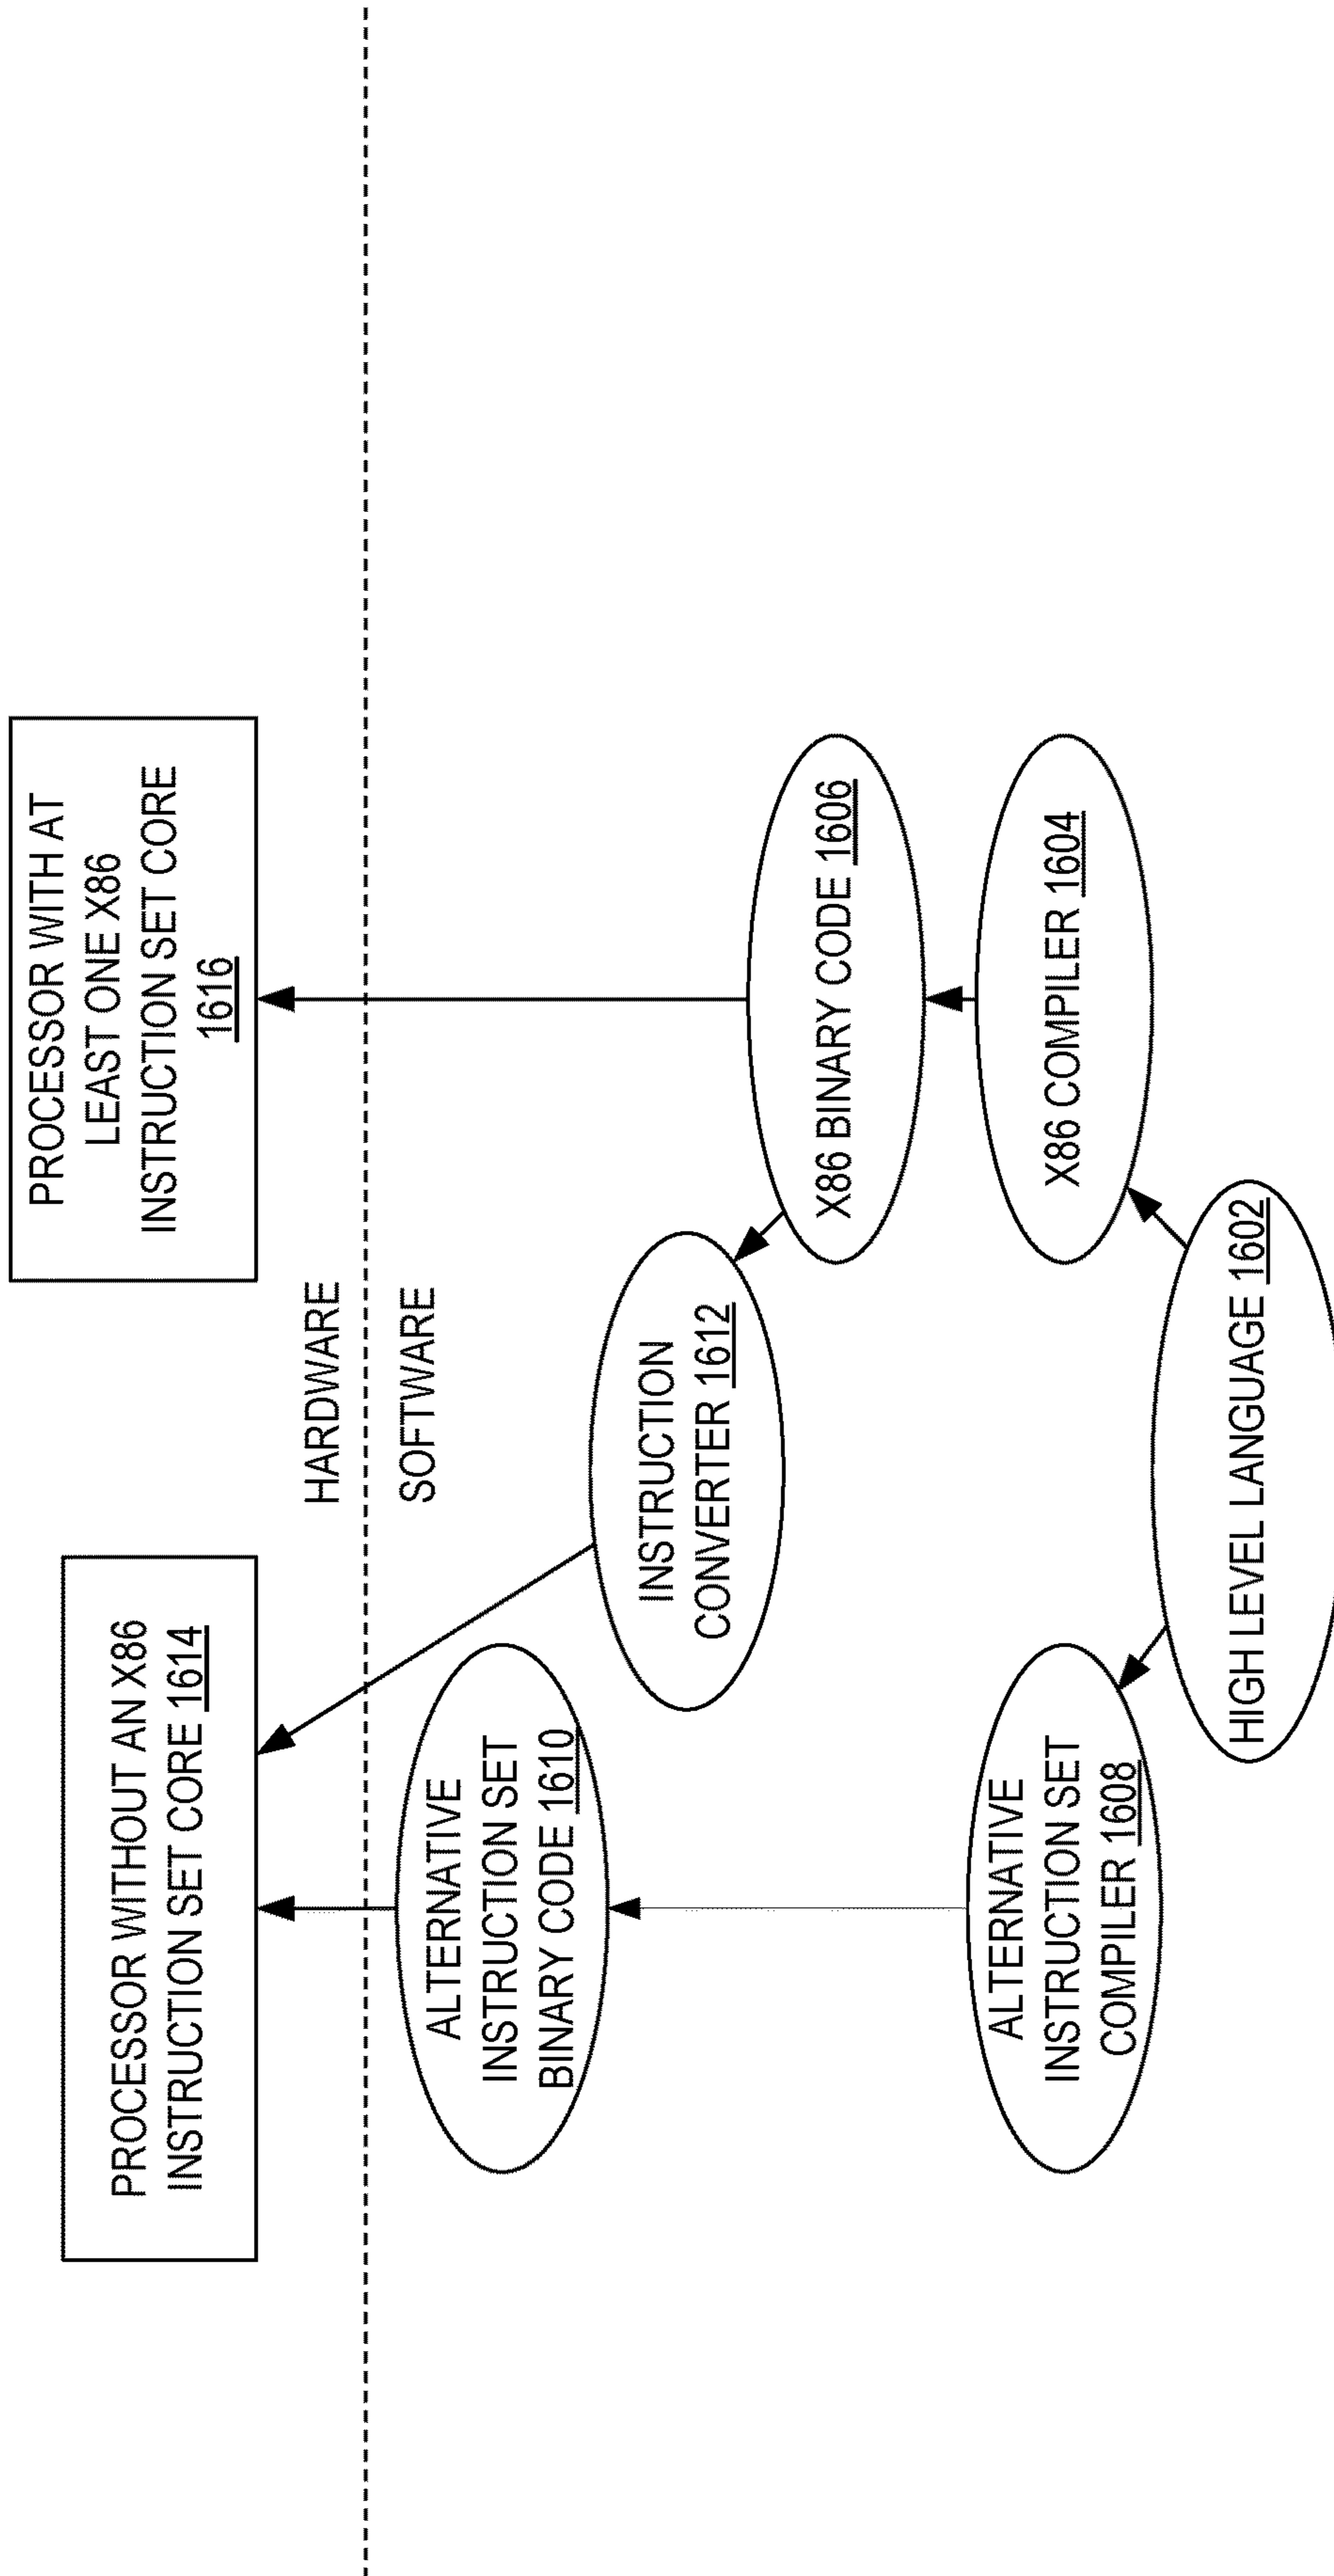 PROCESSOR WITHOUT AN X86
INSTRUCTION SET CORE 1614
PROCESSOR WITH AT
LEAST ONE X86
INSTRUCTION SET CORE
1616
HARDWARE
SOFTWARE
ALTERNATIVE
INSTRUCTION SET
BINARY CODE 1610
INSTRUCTION
CONVERTER 1612
X86 BINARY CODE 1606
ALTERNATIVE
INSTRUCTION SET
COMPILER 1608
X86 COMPILER 1604
HIGH LEVEL LANGUAGE 1602